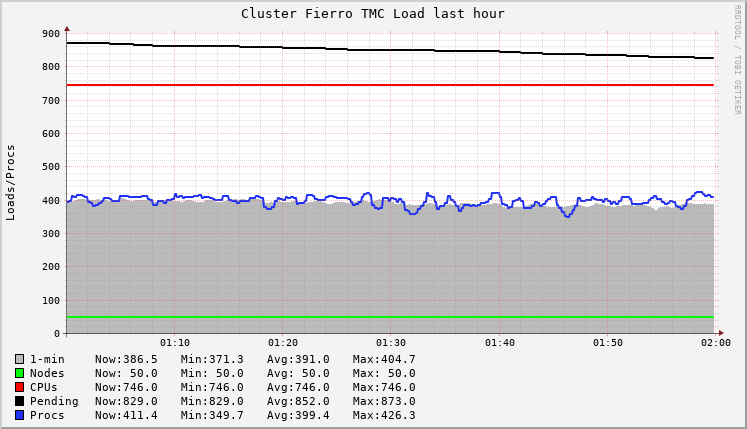 Cluster Fierro TMC Load last hour
RRDTOOL / TOBI OETIKER
Loads/Procs
900
800
700
600
500
400
300
200
100
0
01:10 01:20 01:30 01:40 01:50 02:00
1-min Now:386.5 Min:371.3 Avg:391.0 Max:404.7
Nodes Now: 50.0 Min: 50.0 Avg: 50.0 Max: 50.0
CPUs Now:746.0 Min:746.0 Avg:746.0 Max:746.0
Pending Now:829.0 Min:829.0 Avg:852.0 Max:873.0
Procs Now:411.4 Min:349.7 Avg:399.4 Max:426.3